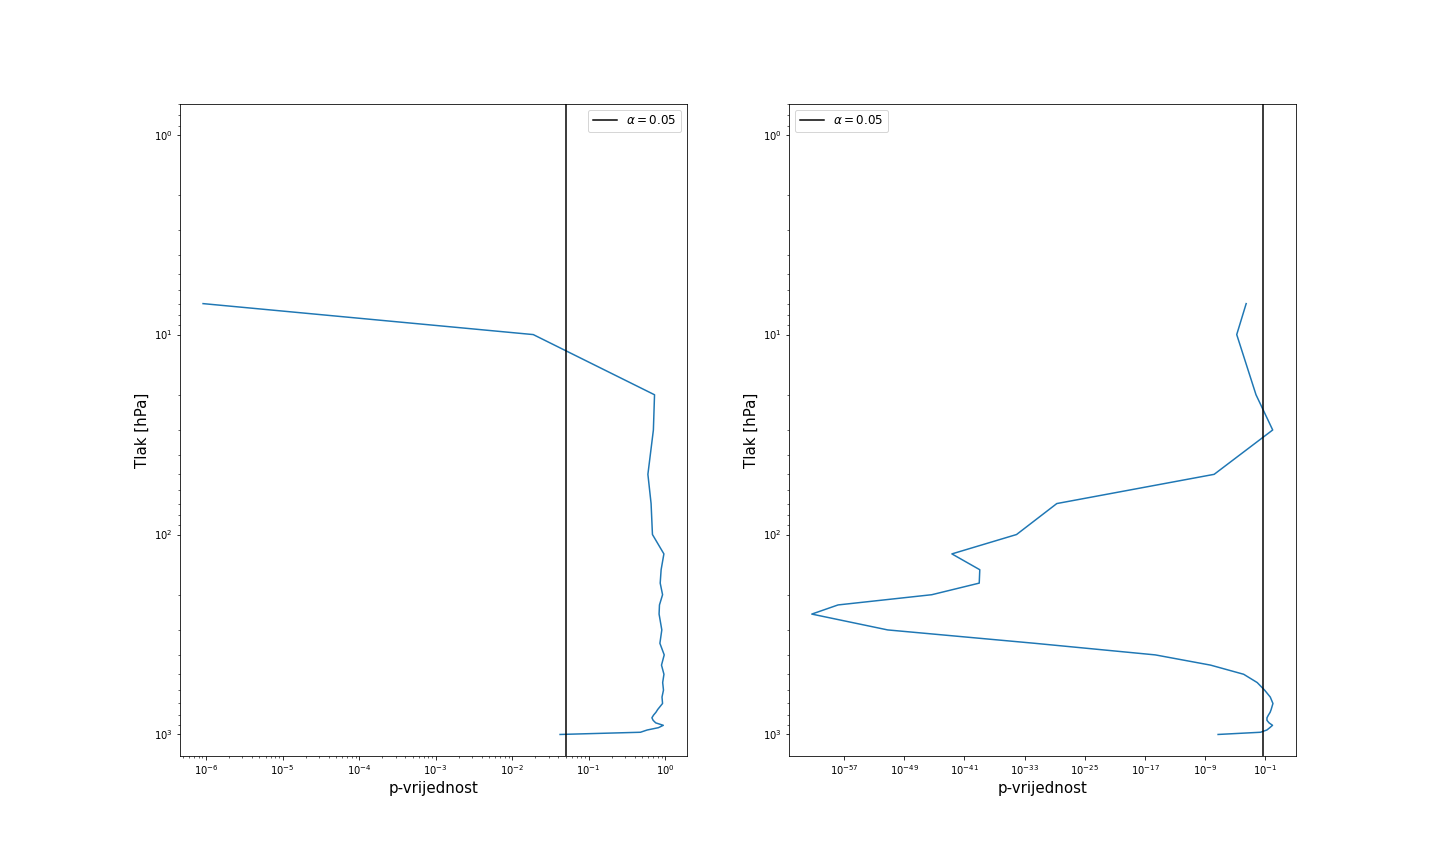 α = 0.05
10⁰
10¹
10²
10³
Tlak [hPa]
10⁻⁶ 10⁻⁵ 10⁻⁴ 10⁻³ 10⁻² 10⁻¹ 10⁰
p-vrijednost
α = 0.05
10⁰
10¹
10²
10³
Tlak [hPa]
10⁻⁵⁷ 10⁻⁴⁹ 10⁻⁴¹ 10⁻³³ 10⁻²⁵ 10⁻¹⁷ 10⁻⁹ 10⁻¹
p-vrijednost